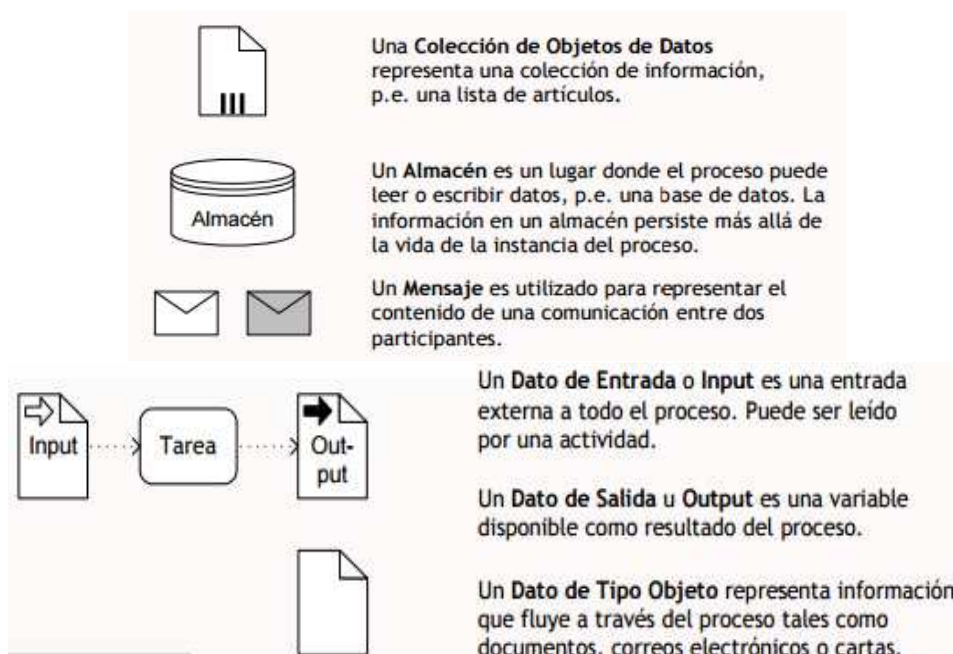 Una Colección de Objetos de Datos
representa una colección de información,
p.e. una lista de artículos.
Almacén
Un Almacén es un lugar donde el proceso puede
leer o escribir datos, p.e. una base de datos. La
información en un almacén persiste más allá de
la vida de la instancia del proceso.
Un Mensaje es utilizado para representar el
contenido de una comunicación entre dos
participantes.
Input
Tarea
Out-
put
Un Dato de Entrada o Input es una entrada
externa a todo el proceso. Puede ser leído
por una actividad.
Un Dato de Salida u Output es una variable
disponible como resultado del proceso.
Un Dato de Tipo Objeto representa información
que fluye a través del proceso tales como
documentos, correos electrónicos o cartas.